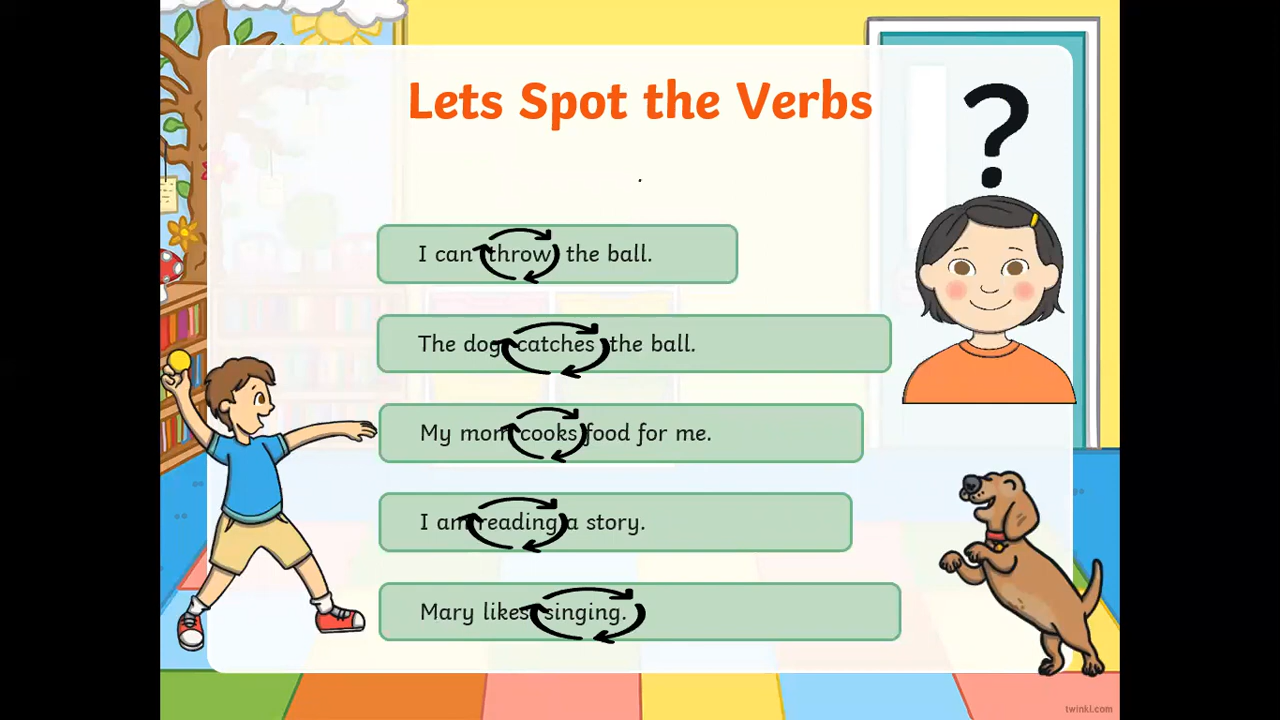 Lets Spot the Verbs
?
.
I can throw the ball.
The dog catches the ball.
My mom cooks food for me.
I am reading a story.
Mary likes singing.
twinkl.com